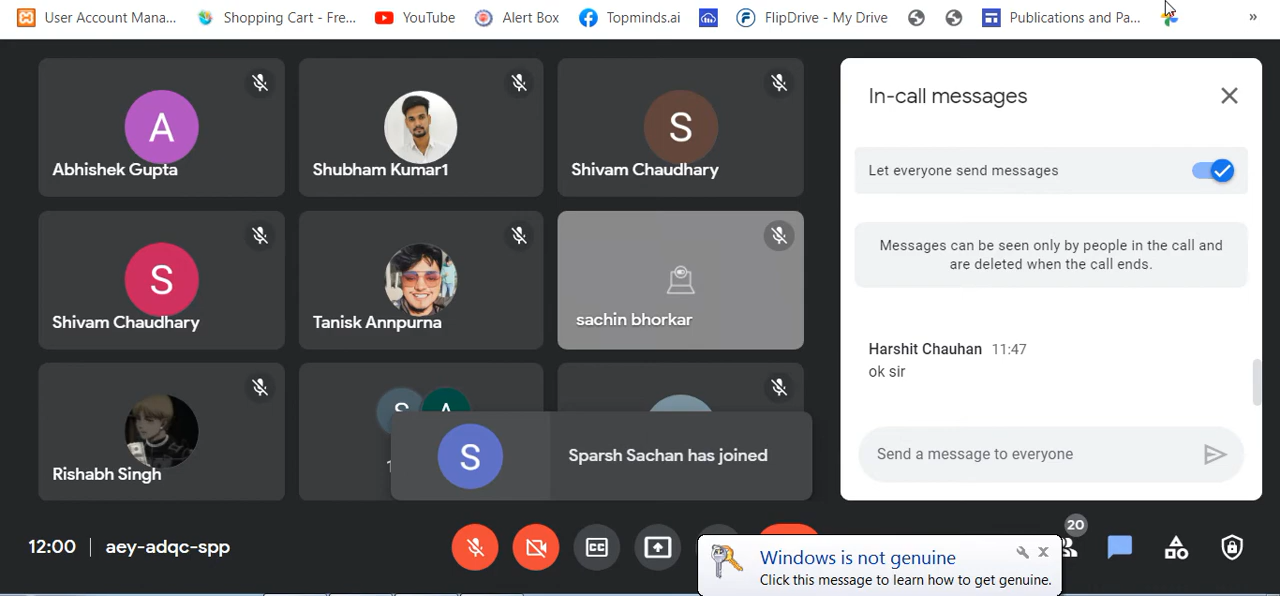 User Account Mana...
Shopping Cart - Fre...
YouTube
Alert Box
Topminds.ai
FlipDrive - My Drive
Publications and Pa...
»
A
Abhishek Gupta
Shubham Kumar1
S
Shivam Chaudhary
S
Shivam Chaudhary
Tanisk Annpurna
sachin bhorkar
Rishabh Singh
S
A
S
Sparsh Sachan has joined
In-call messages
Let everyone send messages
Messages can be seen only by people in the call and
are deleted when the call ends.
Harshit Chauhan 11:47
ok sir
Send a message to everyone
12:00 | aey-adqc-spp
CC
20
Windows is not genuine
Click this message to learn how to get genuine.